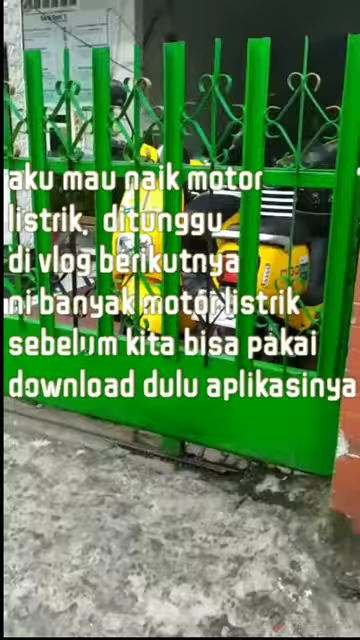 aku mau naik motor
listrik, ditunggu
di vlog berikutnya
ni banyak motor listrik
sebelum kita bisa pakai
download dulu aplikasinya